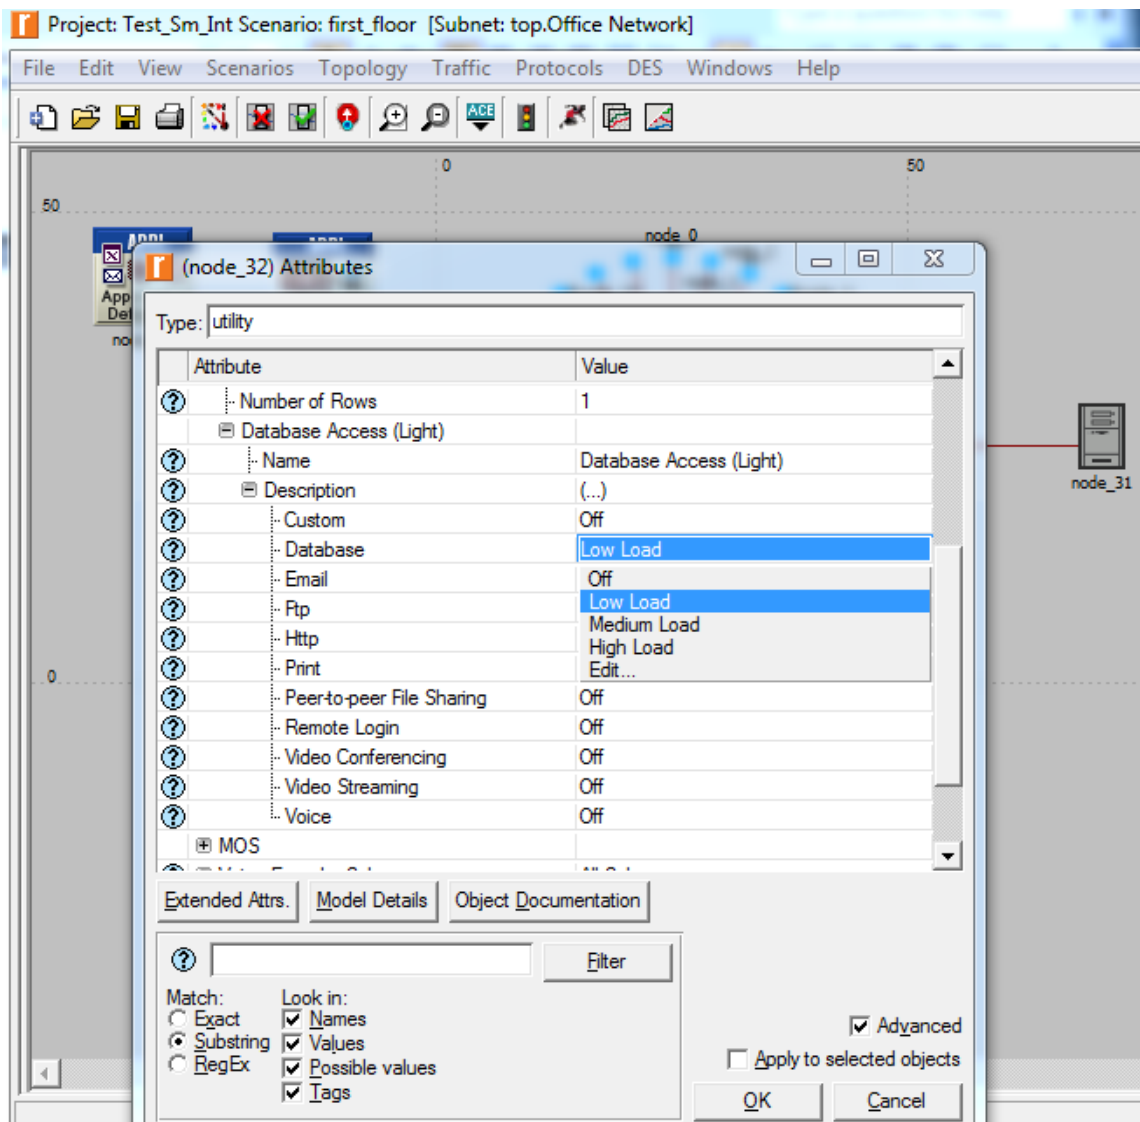 Project: Test_Sm_Int Scenario: first_floor [Subnet: top.Office Network]
File Edit View Scenarios Topology Traffic Protocols DES Windows Help
ACE
0 50
50
node_0
(node_32) Attributes
App
Type: utility
Attribute Value
Number of Rows 1
Database Access (Light)
Name Database Access (Light)
node_31
Description (...)
Custom Off
Database Low Load
Email Off
Ftp Low Load
Http Medium Load
High Load
Print Edit...
0
Peer-to-peer File Sharing Off
Remote Login Off
Video Conferencing Off
Video Streaming Off
Voice Off
MOS
Extended Attrs. Model Details Object Documentation
Filter
Match: Look in:
Exact Names
Substring Values
RegEx Possible values
Tags
Advanced
Apply to selected objects
OK Cancel